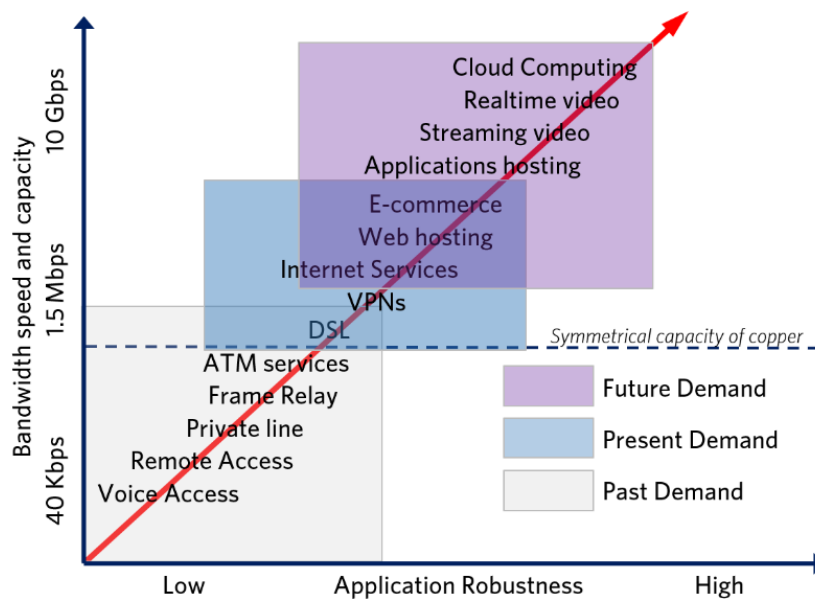 Cloud Computing
Realtime video
Streaming video
Applications hosting
E-commerce
Web hosting
Internet Services
VPNs
DSL
ATM services
Frame Relay
Private line
Remote Access
Voice Access
Bandwidth speed and capacity
10 Gbps
1.5 Mbps
40 Kbps
Symmetrical capacity of copper
Future Demand
Present Demand
Past Demand
Low
Application Robustness
High